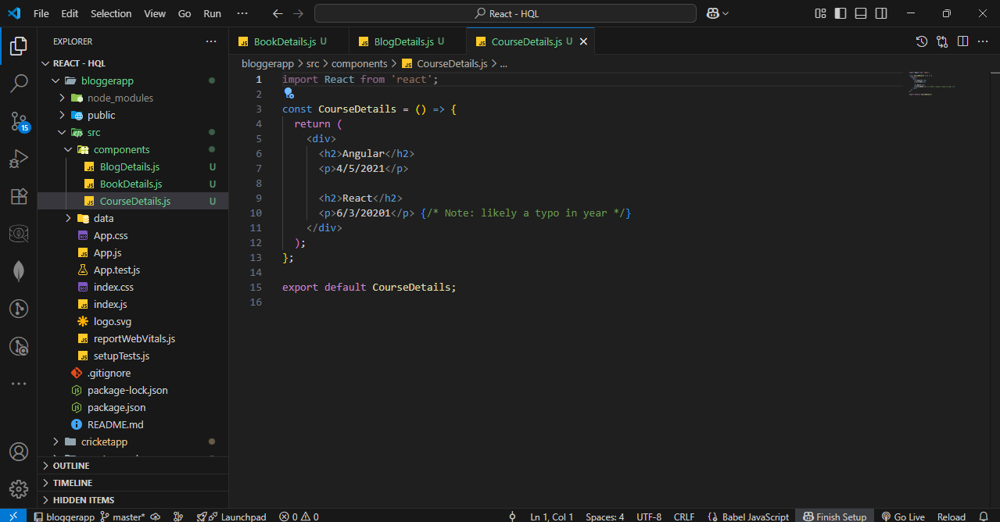 File Edit Selection View Go Run ··· React - HQL
EXPLORER ···
REACT - HQL
bloggerapp
node_modules
public
src
components
BlogDetails.js U
BookDetails.js U
CourseDetails.js U
data
App.css
App.js
App.test.js
index.css
index.js
logo.svg
reportWebVitals.js
setupTests.js
.gitignore
package-lock.json
package.json
README.md
cricketapp
OUTLINE
TIMELINE
HIDDEN ITEMS
15
BookDetails.js U BlogDetails.js U CourseDetails.js U
bloggerapp > src > components > CourseDetails.js > ...
1 import React from 'react';
2
3 const CourseDetails = () => {
4 return (
5 <div>
6 <h2>Angular</h2>
7 <p>4/5/2021</p>
8
9 <h2>React</h2>
10 <p>6/3/20201</p> {/* Note: likely a typo in year */}
11 </div>
12 );
13 };
14
15 export default CourseDetails;
16
bloggerapp master* Launchpad 0 0 Ln 1, Col 1 Spaces: 4 UTF-8 CRLF {} Babel JavaScript Finish Setup Go Live Reload